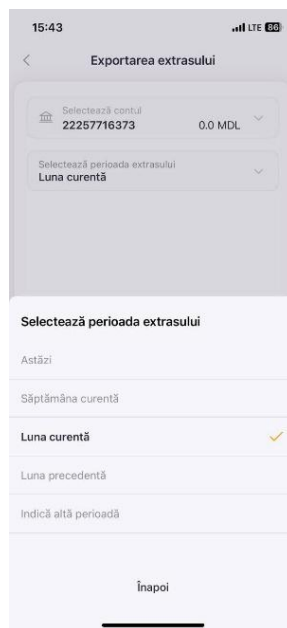 15:43
LTE 86
Exportarea extrasului
Selectează contul
22257716373
0.0 MDL
Selectează perioada extrasului
Luna curentă
Selectează perioada extrasului
Astăzi
Săptămâna curentă
Luna curentă
Luna precedentă
Indică altă perioadă
Înapoi